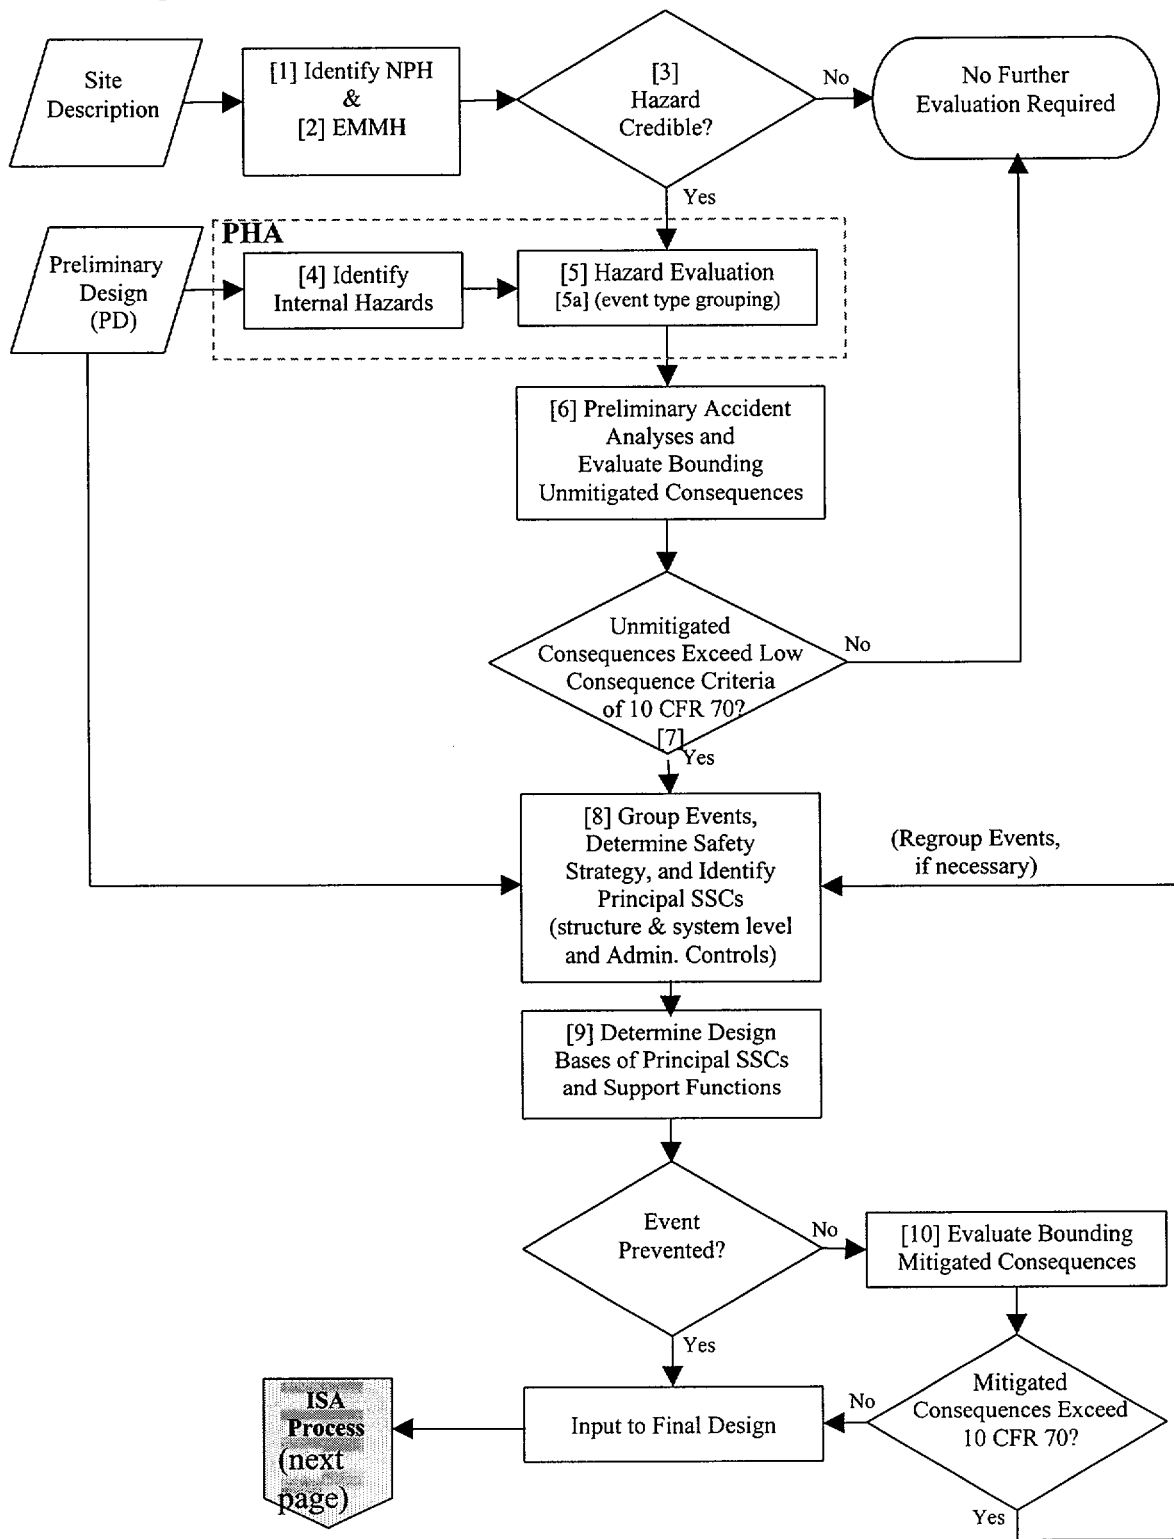 Site
Description
[1] Identify NPH
&
[2] EMMH
[3]
Hazard
Credible?
No
No Further
Evaluation Required
Yes
PHA
Preliminary
Design
(PD)
[4] Identify
Internal Hazards
[5] Hazard Evaluation
[5a] (event type grouping)
[6] Preliminary Accident
Analyses and
Evaluate Bounding
Unmitigated Consequences
Unmitigated
Consequences Exceed Low
Consequence Criteria
of 10 CFR 70?
[7]
No
Yes
[8] Group Events,
Determine Safety
Strategy, and Identify
Principal SSCs
(structure & system level
and Admin. Controls)
(Regroup Events,
if necessary)
[9] Determine Design
Bases of Principal SSCs
and Support Functions
Event
Prevented?
No
[10] Evaluate Bounding
Mitigated Consequences
Yes
Mitigated
Consequences Exceed
10 CFR 70?
No
Input to Final Design
ISA
Process
(next
page)
Yes